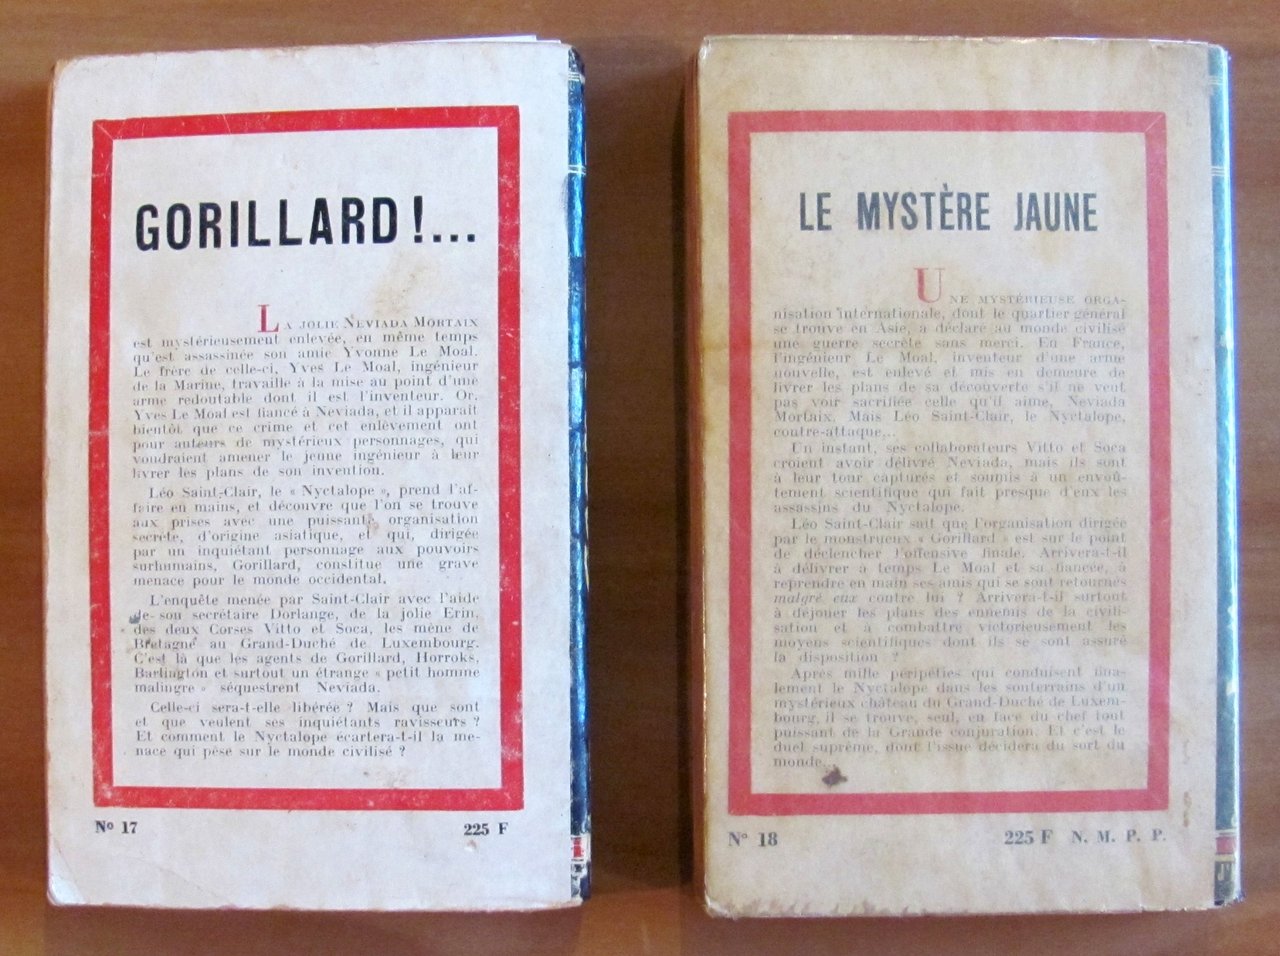 GORILLARD !...
LA JOLIE NEVIADA MORTAIX
est mystérieusement enlevée, en même temps
qu'est assassinée son amie Yvonne Le Moal.
Le frère de celle-ci, Yves Le Moal, ingénieur
de la Marine, travaille à la mise au point d'une
arme redoutable dont il est l'inventeur. Or,
Yves Le Moal est fiancé à Neviada, et il apparaît
bientôt que ce crime et cet enlèvement ont
pour auteurs de mystérieux personnages, qui
voudraient amener le jeune ingénieur à leur
livrer les plans de son invention.
Léo Saint-Clair, le « Nyctalope », prend l'af-
faire en mains, et découvre que l'on se trouve
aux prises avec une puissante organisation
secrète, d'origine asiatique, et qui, dirigée
par un inquiétant personnage aux pouvoirs
surhumains, Gorillard, constitue une grave
menace pour le monde occidental.
L'enquête menée par Saint-Clair avec l'aide
de son secrétaire Dorlange, de la jolie Erin,
des deux Corses Vitto et Soca, les mène de
Bretagne au Grand-Duché de Luxembourg.
C'est là que les agents de Gorillard, Horroks,
Barlington et surtout un étrange « petit homme
malingre » séquestrent Neviada.
Celle-ci sera-t-elle libérée ? Mais que sont
et que veulent ses inquiétants ravisseurs ?
Et comment le Nyctalope écartera-t-il la me-
nace qui pèse sur le monde civilisé ?
Nº 17
225 F
LE MYSTÈRE JAUNE
UNE MYSTÉRIEUSE ORGA-
nisation internationale, dont le quartier général
se trouve en Asie, a déclaré au monde civilisé
une guerre secrète sans merci. En France,
l'ingénieur Le Moal, inventeur d'une arme
nouvelle, est enlevé et mis en demeure de
livrer les plans de sa découverte s'il ne veut
pas voir sacrifiée celle qu'il aime, Neviada
Mortaix. Mais Léo Saint-Clair, le Nyctalope,
contre-attaque...
Un instant, ses collaborateurs Vitto et Soca
croient avoir délivré Neviada, mais ils sont
à leur tour capturés et soumis à un envoû-
tement scientifique qui fait presque d'eux les
assassins du Nyctalope.
Léo Saint-Clair sait que l'organisation dirigée
par le monstrueux « Gorillard » est sur le point
de déclencher l'offensive finale. Arrivera-t-il
à délivrer à temps Le Moal et sa fiancée, à
reprendre en main ses amis qui se sont retournés
malgré eux contre lui ? Arrivera-t-il surtout
à déjouer les plans des ennemis de la civili-
sation et à combattre victorieusement les
moyens scientifiques dont ils se sont assuré
la disposition ?
Après mille péripéties qui conduisent fina-
lement le Nyctalope dans les souterrains d'un
mystérieux château du Grand-Duché de Luxem-
bourg, il se trouve, seul, en face du chef tout
puissant de la Grande conjuration. Et c'est le
duel suprême, dont l'issue décidera du sort du
monde...
Nº 18
225 F N. M. P. P.